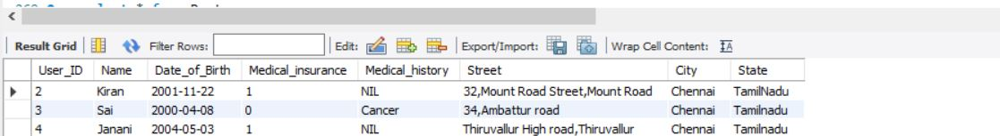 Result Grid Filter Rows: Edit: Export/Import: Wrap Cell Content: IA
User_ID Name Date_of_Birth Medical_insurance Medical_history Street City State
2 Kiran 2001-11-22 1 NIL 32,Mount Road Street,Mount Road Chennai TamilNadu
3 Sai 2000-04-08 0 Cancer 34,Ambattur road Chennai Tamilnadu
4 Janani 2004-05-03 1 NIL Thiruvallur High road,Thiruvallur Chennai Tamilnadu